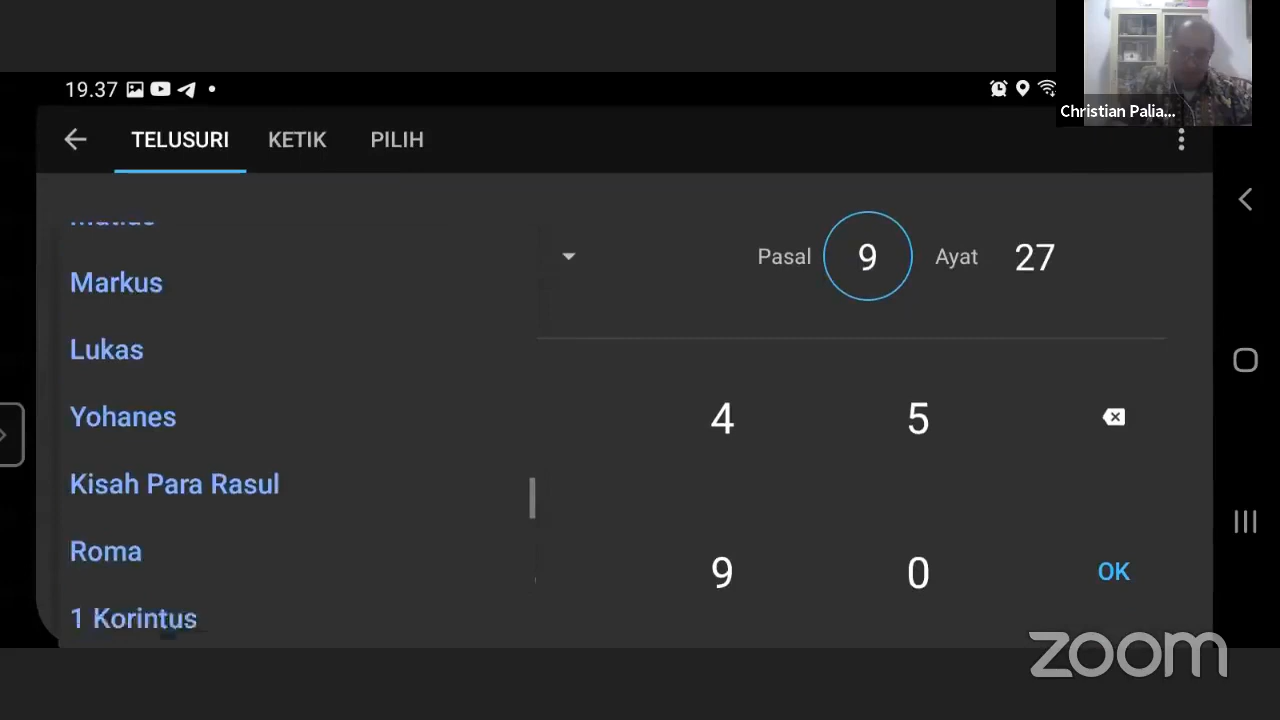 19.37
Christian Palia...
TELUSURI KETIK PILIH
Pasal 9 Ayat 27
Markus
Lukas
Yohanes
Kisah Para Rasul
Roma
1 Korintus
4 5
9 0 OK
zoom